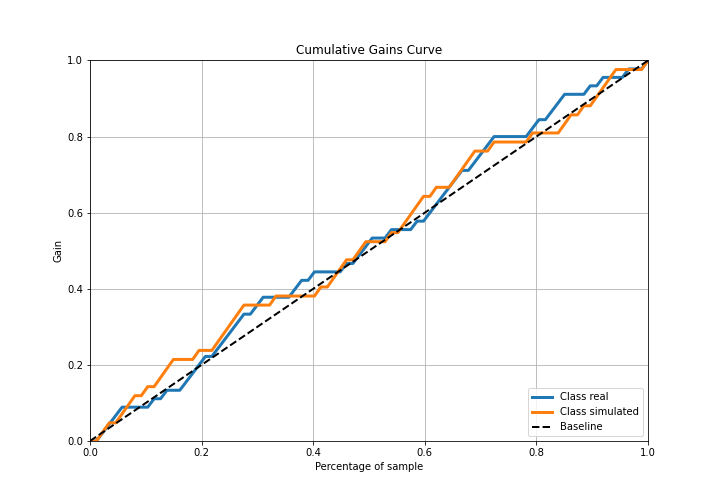 Cumulative Gains Curve
1.0
0.8
0.6
0.4
0.2
0.0
Gain
0.0 0.2 0.4 0.6 0.8 1.0
Percentage of sample
Class real
Class simulated
Baseline